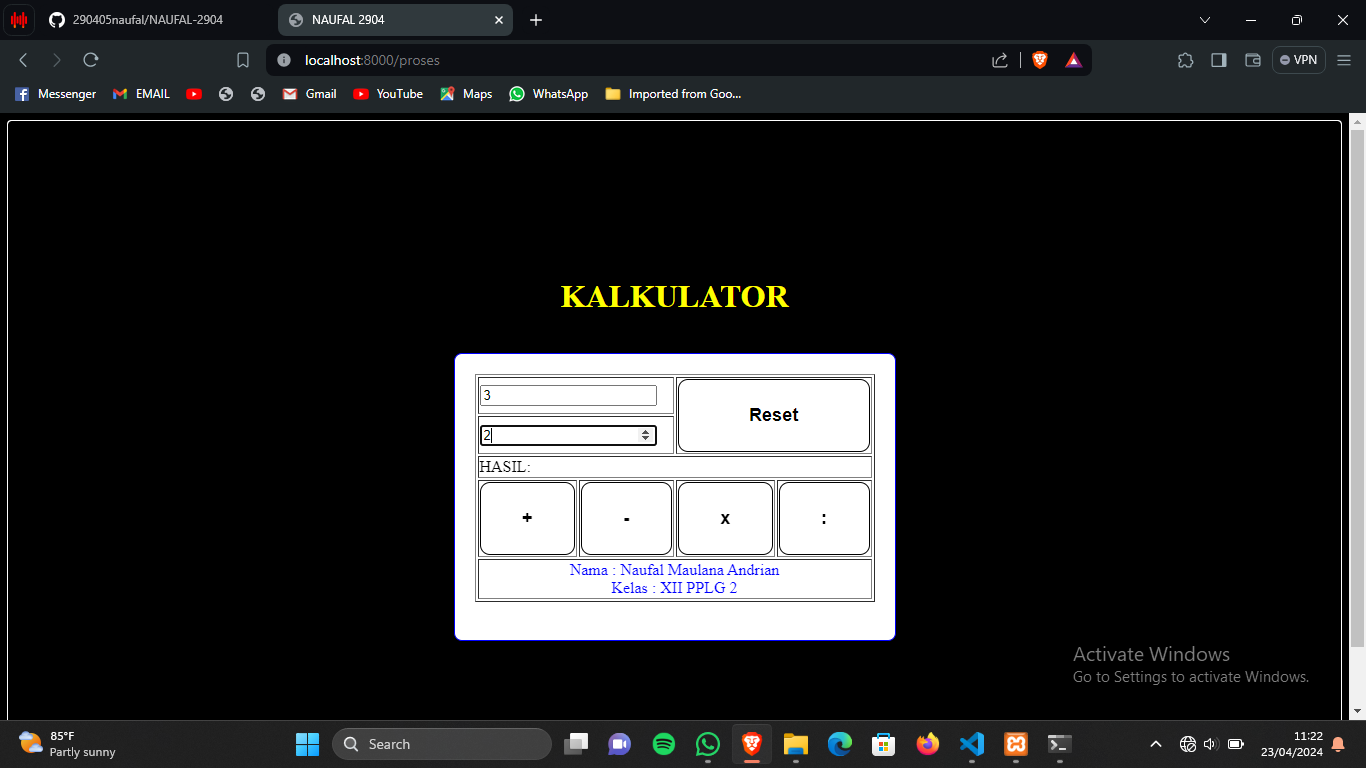 290405naufal/NAUFAL-2904
NAUFAL 2904
localhost:8000/proses
VPN
Messenger
EMAIL
Gmail
YouTube
Maps
WhatsApp
Imported from Goo...
KALKULATOR
3
Reset
2
HASIL:
+ - x :
Nama : Naufal Maulana Andrian
Kelas : XII PPLG 2
Activate Windows
Go to Settings to activate Windows.
85°F
Partly sunny
Search
11:22
23/04/2024